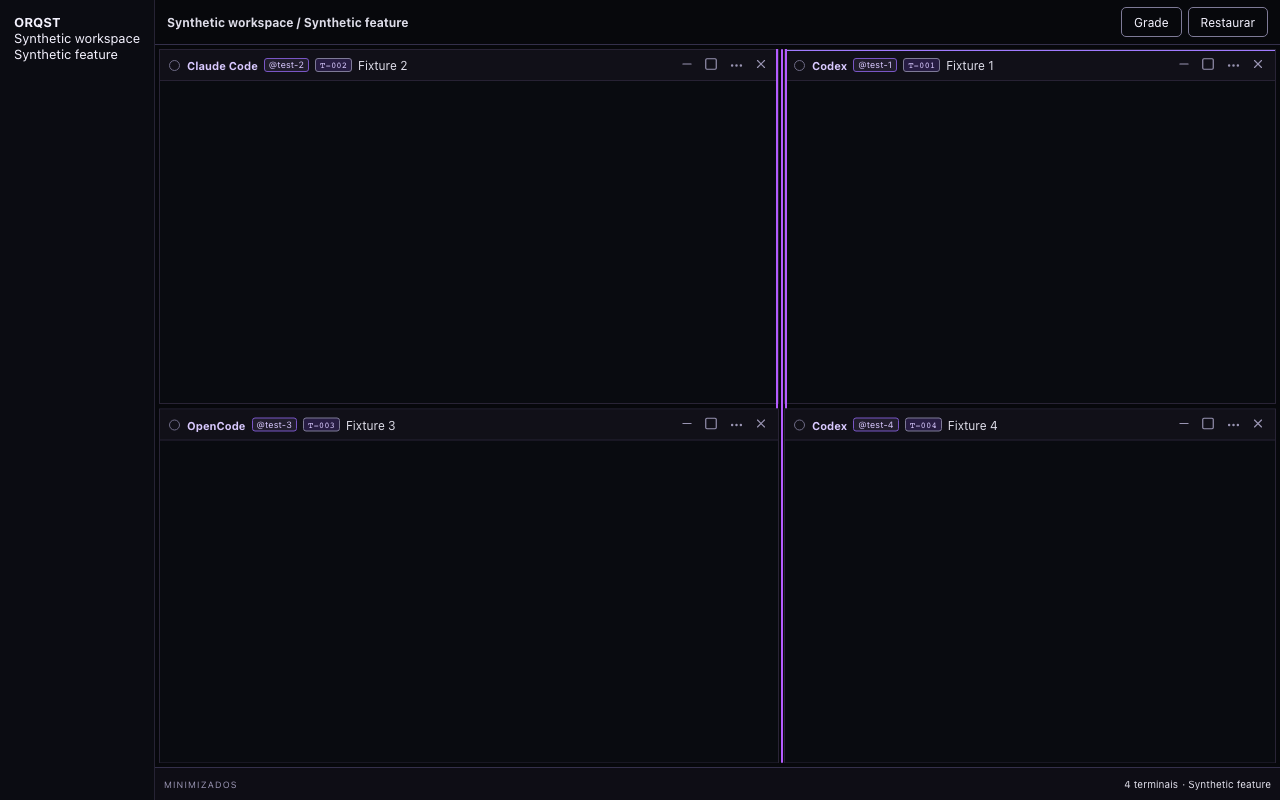 ORQST
Synthetic workspace
Synthetic feature
Synthetic workspace / Synthetic feature
Grade
Restaurar
Claude Code @test-2 T-002 Fixture 2
Codex @test-1 T-001 Fixture 1
OpenCode @test-3 T-003 Fixture 3
Codex @test-4 T-004 Fixture 4
MINIMIZADOS
4 terminals · Synthetic feature